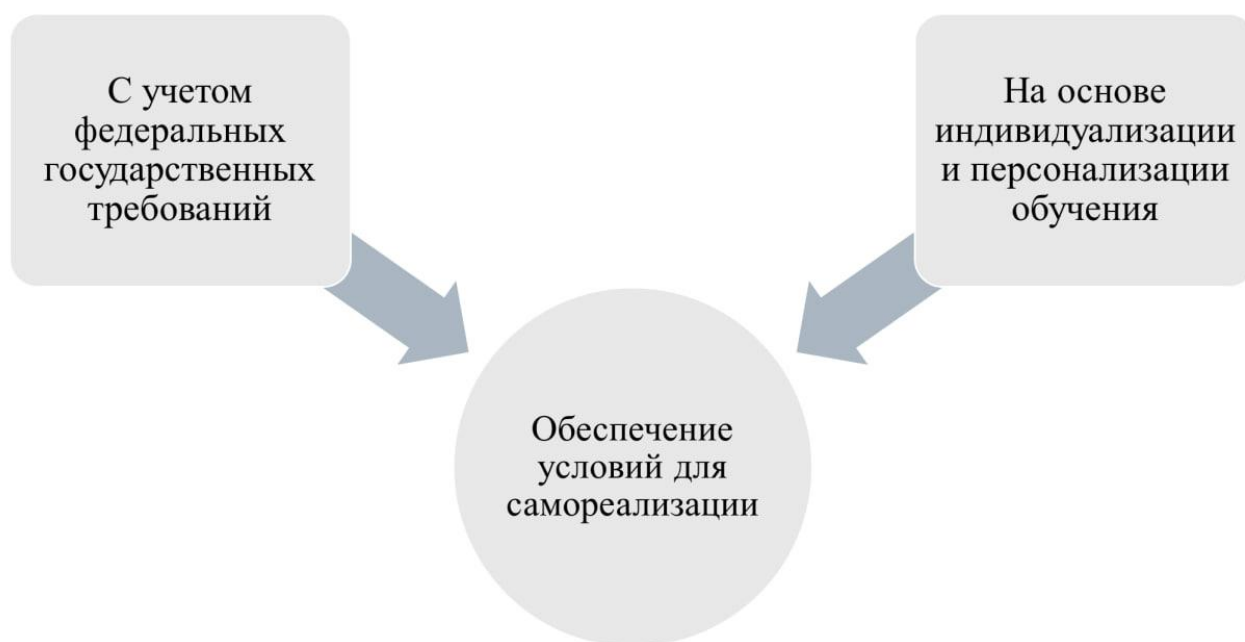 С учетом
федеральных
государственных
требований
На основе
индивидуализации
и персонализации
обучения
Обеспечение
условий для
самореализации